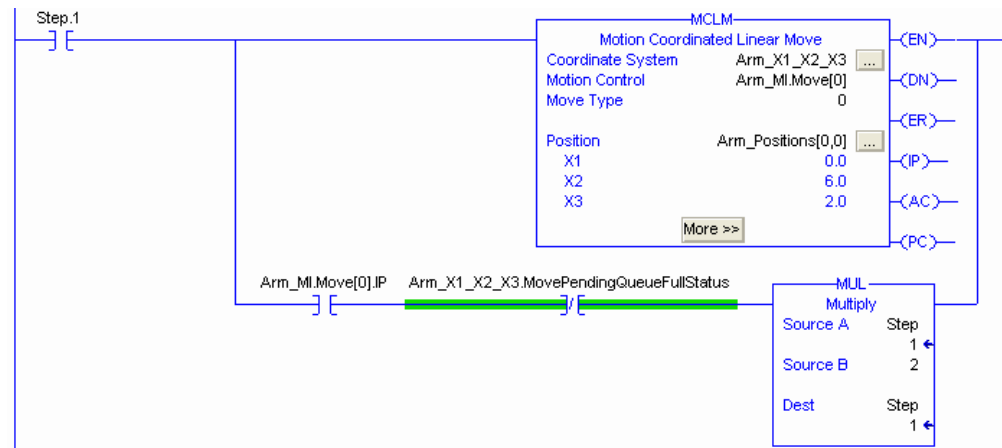 Step.1
MCLM
Motion Coordinated Linear Move
Coordinate System Arm_X1_X2_X3 ...
Motion Control Arm_MI.Move[0]
Move Type 0
Position Arm_Positions[0,0] ...
X1 0.0
X2 6.0
X3 2.0
More >>
(EN)
(DN)
(ER)
(IP)
(AC)
(PC)
Arm_MI.Move[0].IP Arm_X1_X2_X3.MovePendingQueueFullStatus
MUL
Multiply
Source A Step
1
Source B 2
Dest Step
1